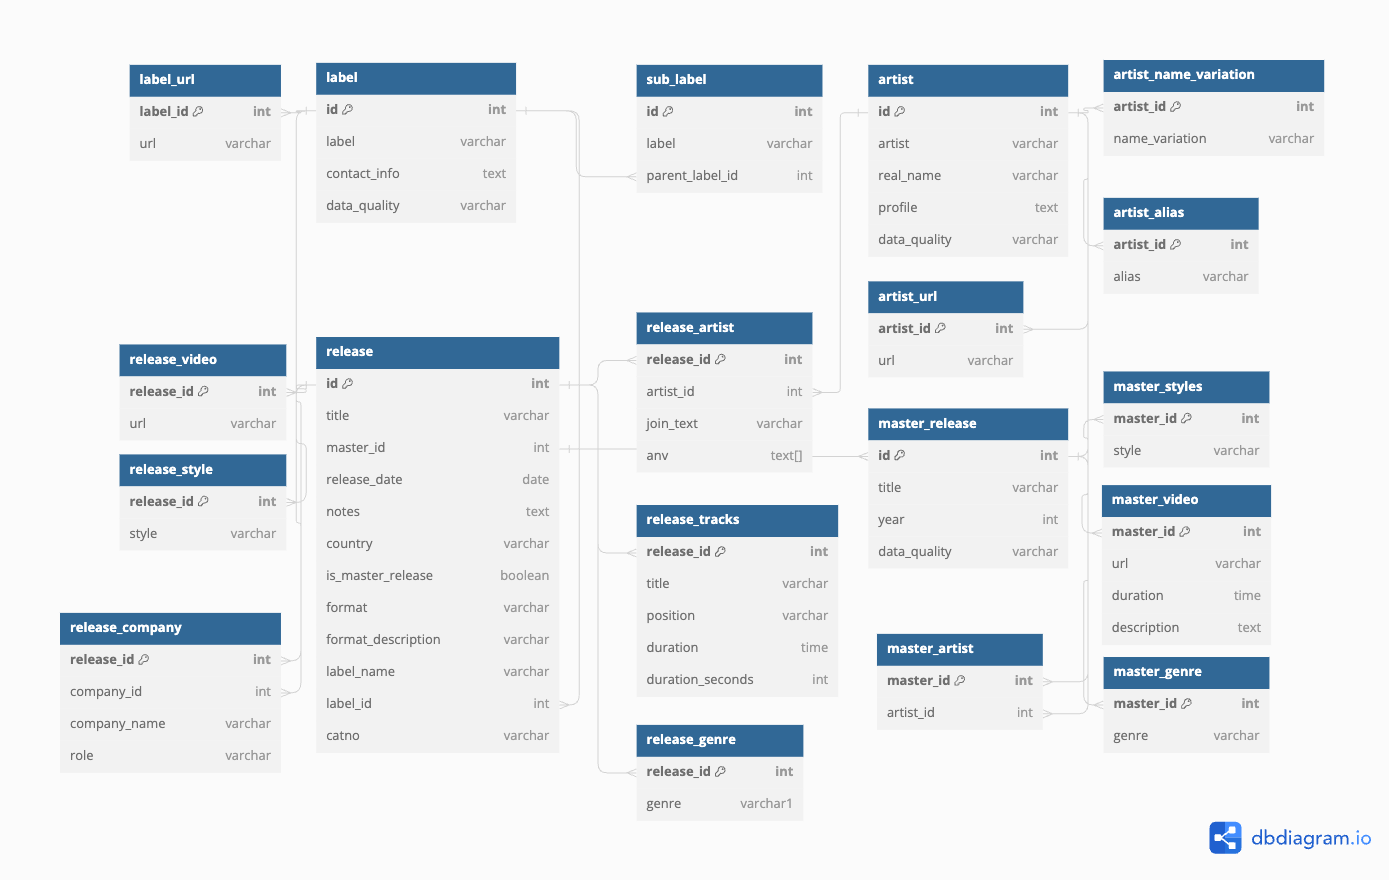 label_url
label_id int
url varchar
label
id int
label varchar
contact_info text
data_quality varchar
sub_label
id int
label varchar
parent_label_id int
artist
id int
artist varchar
real_name varchar
profile text
data_quality varchar
artist_name_variation
artist_id int
name_variation varchar
artist_alias
artist_id int
alias varchar
artist_url
artist_id int
url varchar
release_video
release_id int
url varchar
release_style
release_id int
style varchar
release_company
release_id int
company_id int
company_name varchar
role varchar
release
id int
title varchar
master_id int
release_date date
notes text
country varchar
is_master_release boolean
format varchar
format_description varchar
label_name varchar
label_id int
catno varchar
release_artist
release_id int
artist_id int
join_text varchar
anv text[]
release_tracks
release_id int
title varchar
position varchar
duration time
duration_seconds int
release_genre
release_id int
genre varchar1
master_release
id int
title varchar
year int
data_quality varchar
master_artist
master_id int
artist_id int
master_styles
master_id int
style varchar
master_video
master_id int
url varchar
duration time
description text
master_genre
master_id int
genre varchar
dbdiagram.io